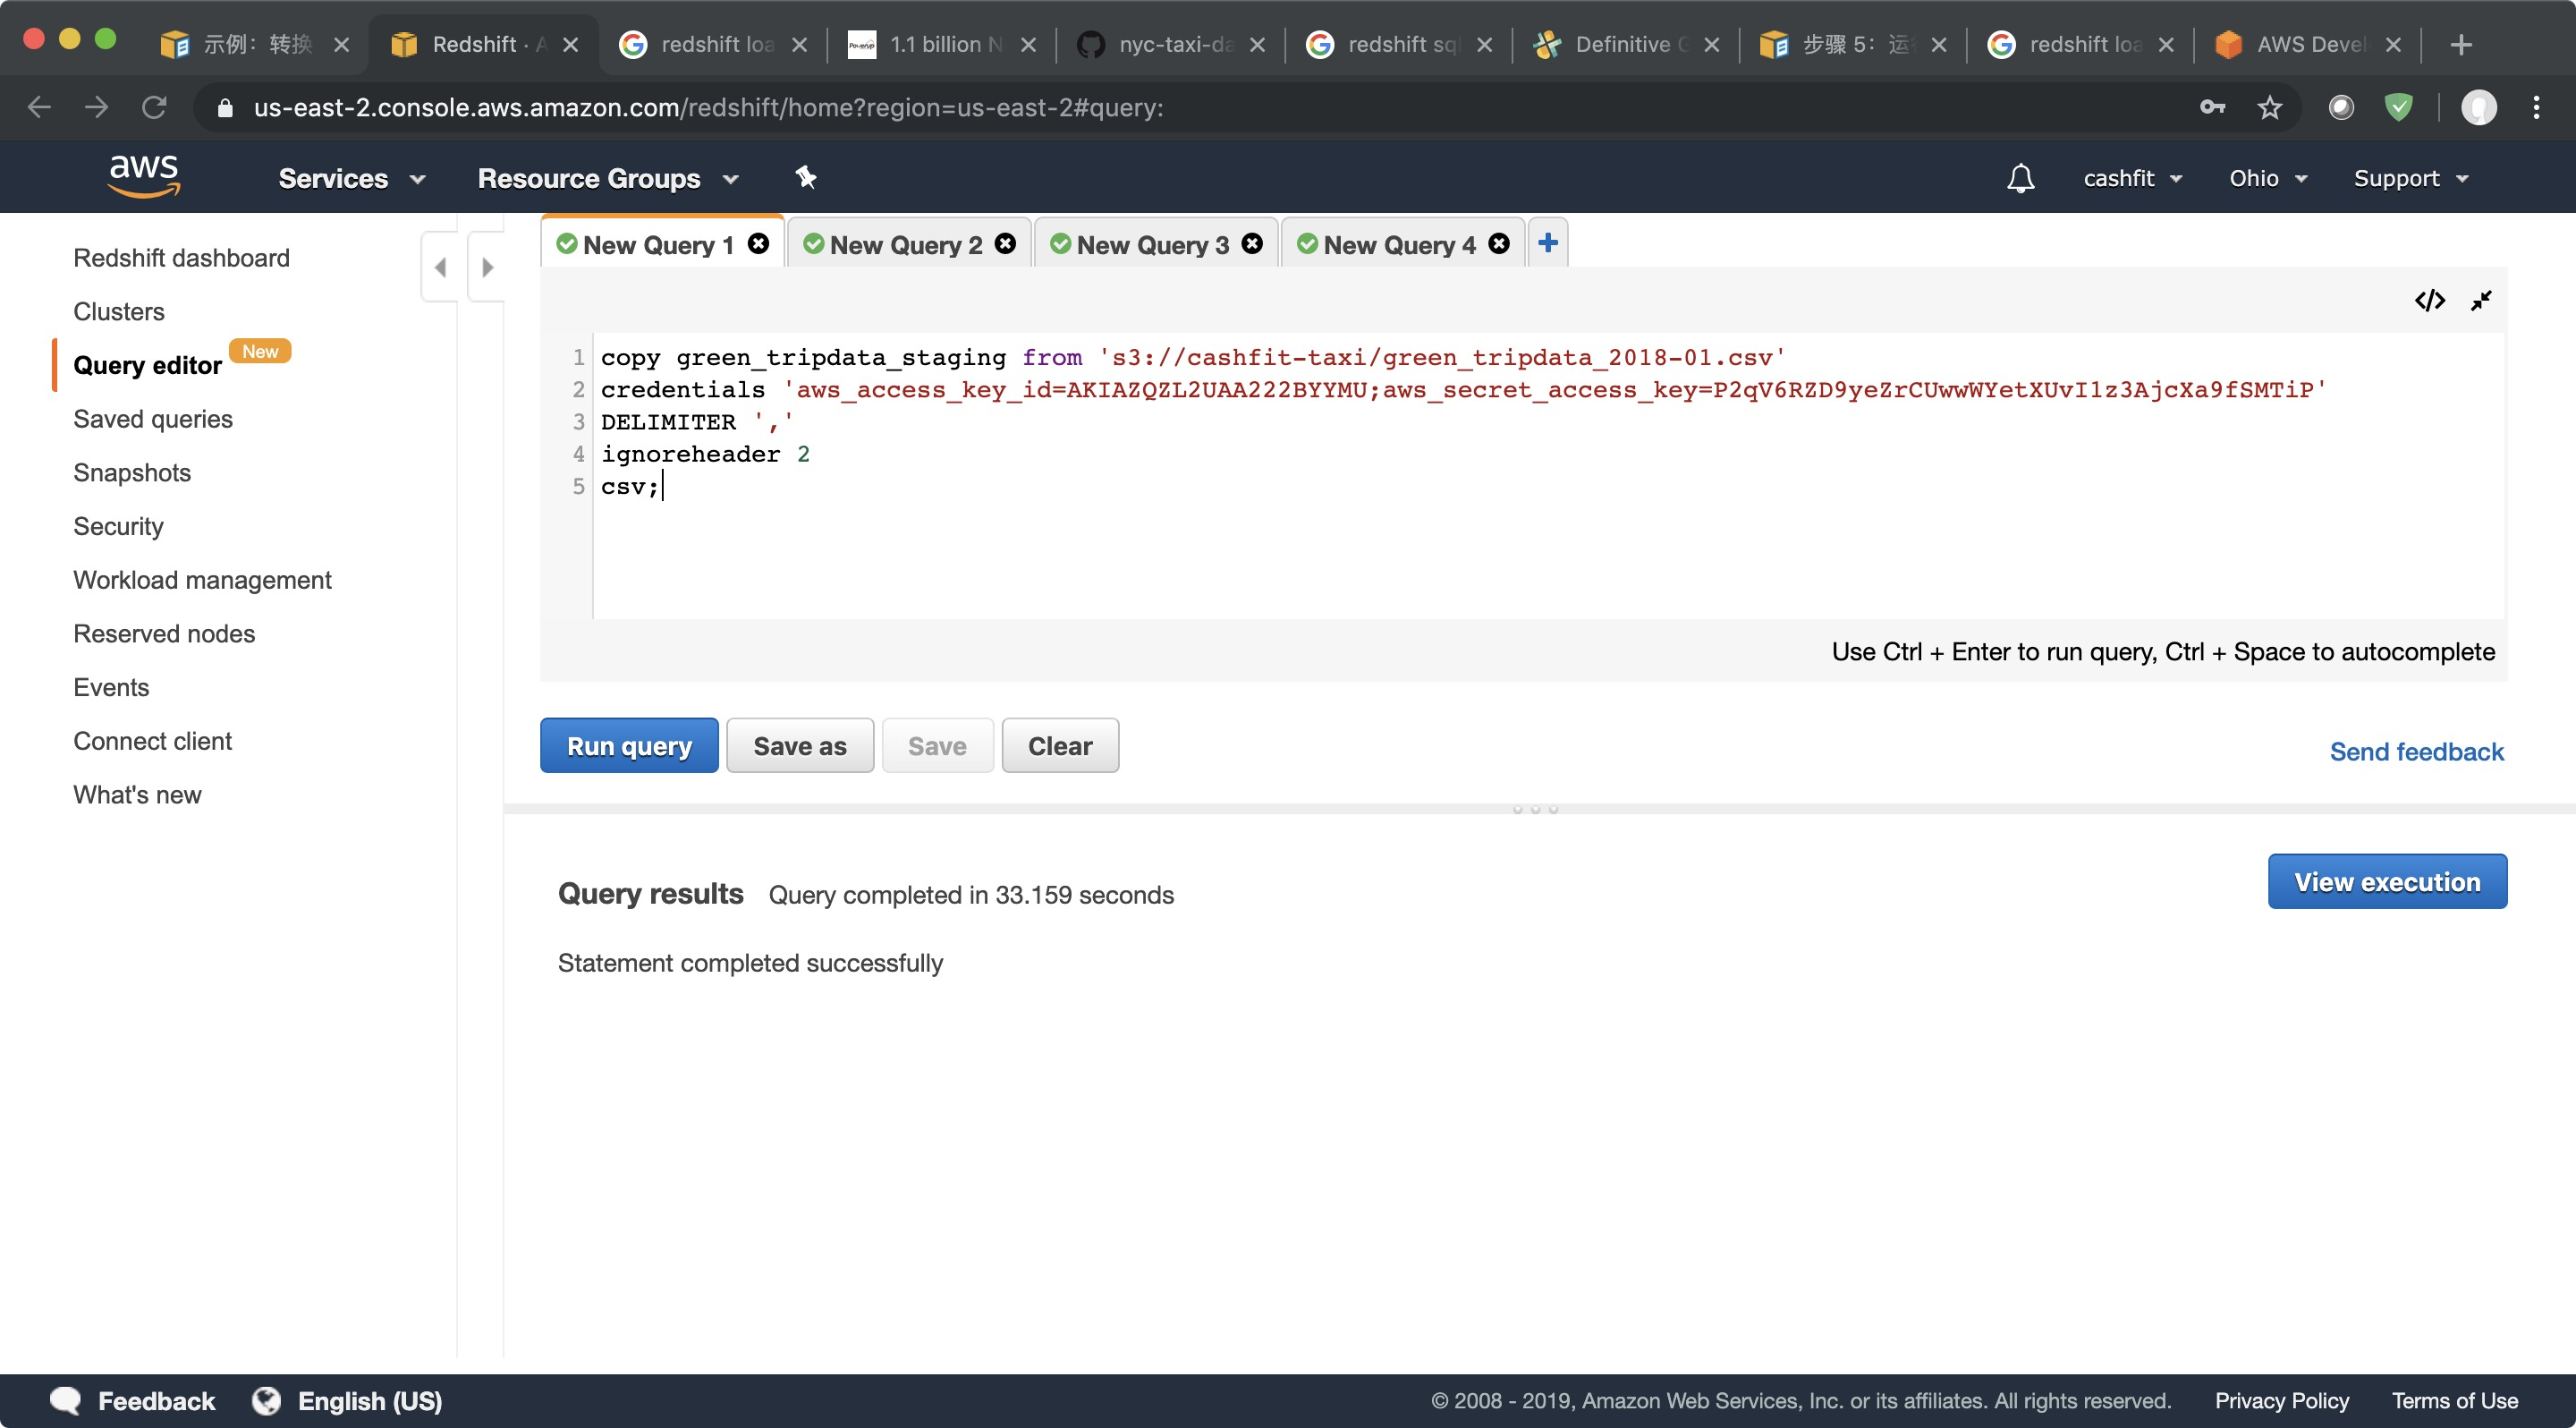 示例：转换
Redshift · A
redshift loa
1.1 billion N
nyc-taxi-da
redshift sql
Definitive G
步骤 5：运
redshift loa
AWS Devel
us-east-2.console.aws.amazon.com/redshift/home?region=us-east-2#query:
aws
Services
Resource Groups
cashfit
Ohio
Support
Redshift dashboard
Clusters
Query editor New
Saved queries
Snapshots
Security
Workload management
Reserved nodes
Events
Connect client
What's new
New Query 1
New Query 2
New Query 3
New Query 4
1 copy green_tripdata_staging from 's3://cashfit-taxi/green_tripdata_2018-01.csv'
2 credentials 'aws_access_key_id=AKIAZQZL2UAA222BYYMU;aws_secret_access_key=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'
3 DELIMITER ','
4 ignoreheader 2
5 csv;
Use Ctrl + Enter to run query, Ctrl + Space to autocomplete
Run query
Save as
Save
Clear
Send feedback
Query results Query completed in 33.159 seconds
View execution
Statement completed successfully
Feedback
English (US)
© 2008 - 2019, Amazon Web Services, Inc. or its affiliates. All rights reserved.
Privacy Policy
Terms of Use